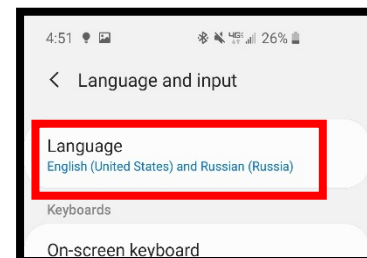 4:51 26%
Language and input
Language
English (United States) and Russian (Russia)
Keyboards
On-screen keyboard